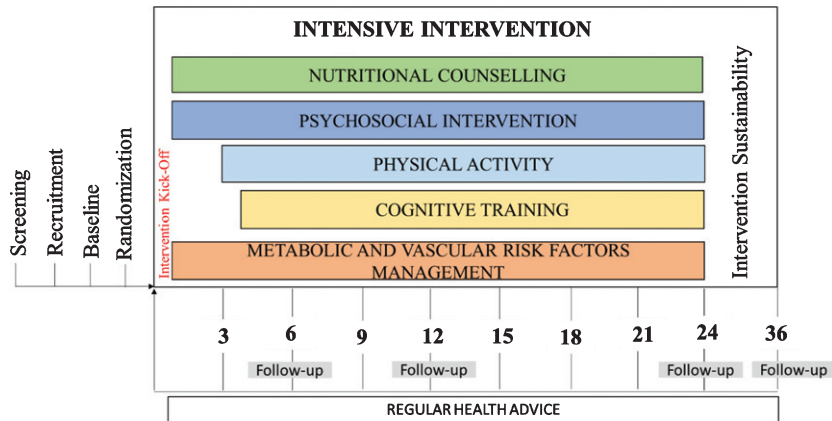 INTENSIVE INTERVENTION
NUTRITIONAL COUNSELLING
PSYCHOSOCIAL INTERVENTION
PHYSICAL ACTIVITY
COGNITIVE TRAINING
METABOLIC AND VASCULAR RISK FACTORS
MANAGEMENT
Screening
Recruitment
Baseline
Randomization
Intervention Kick-Off
Intervention Sustainability
3 6 9 12 15 18 21 24 36
Follow-up Follow-up Follow-up Follow-up
REGULAR HEALTH ADVICE